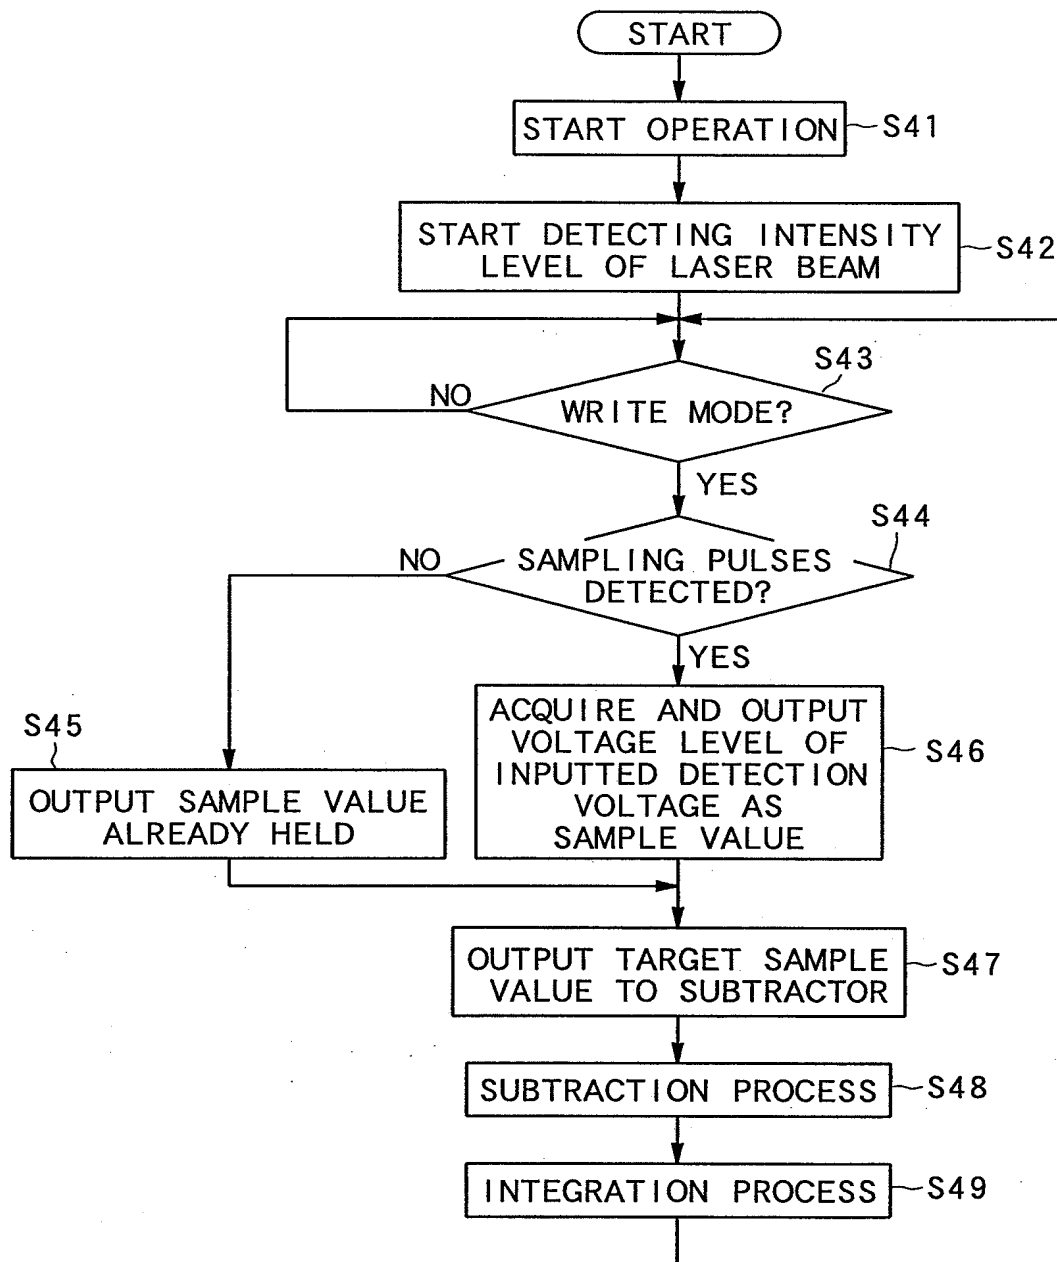 START
START OPERATION
S41
START DETECTING INTENSITY
LEVEL OF LASER BEAM
S42
S43
NO
WRITE MODE?
YES
S44
NO
SAMPLING PULSES
DETECTED?
YES
S45
OUTPUT SAMPLE VALUE
ALREADY HELD
ACQUIRE AND OUTPUT
VOLTAGE LEVEL OF
INPUTTED DETECTION
VOLTAGE AS
SAMPLE VALUE
S46
OUTPUT TARGET SAMPLE
VALUE TO SUBTRACTOR
S47
SUBTRACTION PROCESS
S48
INTEGRATION PROCESS
S49